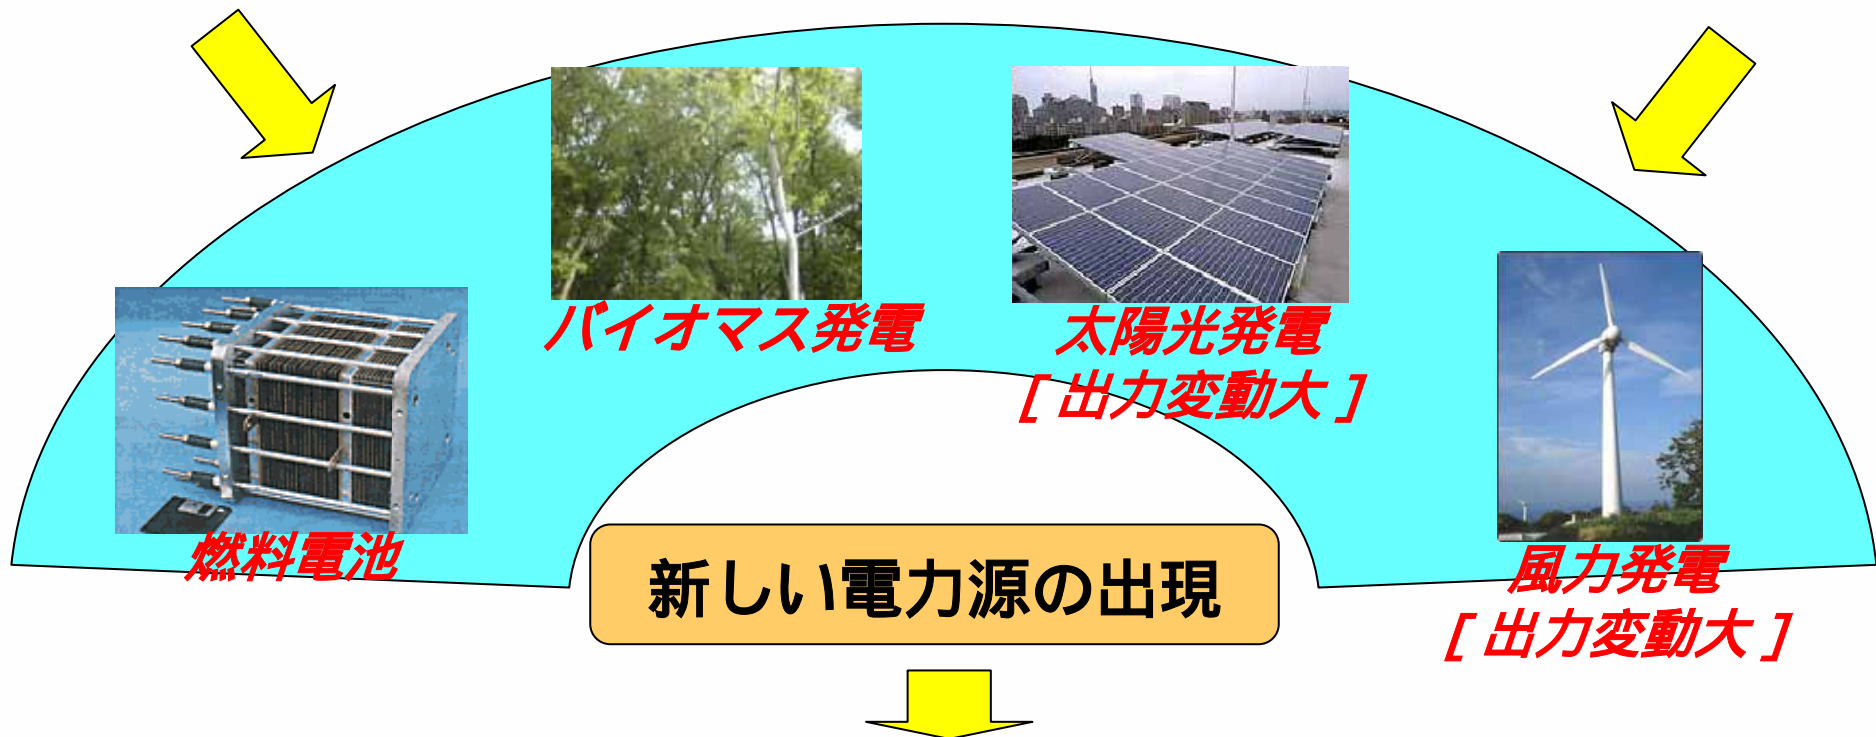 バイオマス発電
太陽光発電
[ 出力変動大 ]
燃料電池
新しい電力源の出現
風力発電
[ 出力変動大 ]